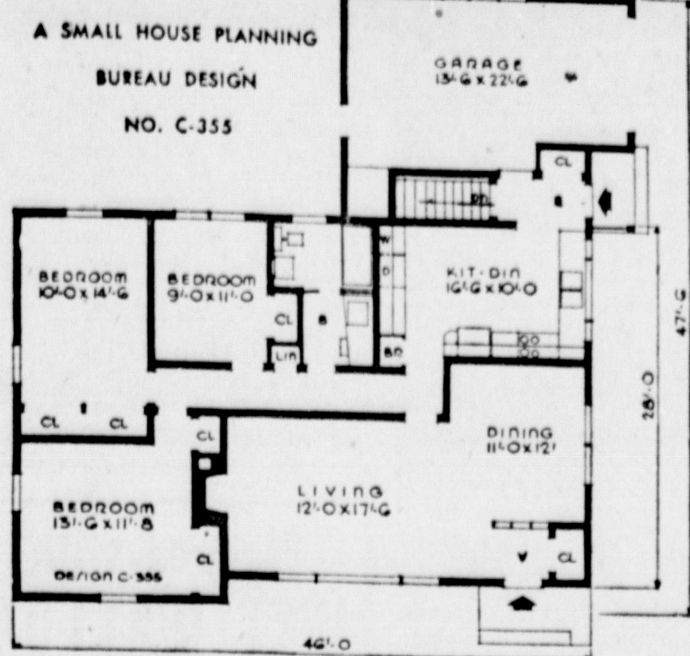 A SMALL HOUSE PLANNING
BUREAU DESIGN
NO. C-355
GARAGE
13'-6 X 22'-6
CL
DN
E
BEDROOM
10'-0 X 14'-6
BEDROOM
9'-0 X 11'-0
CL
LIN
B
W
D
BR
KIT-DIN
16'-6 X 10'-0
CL
CL
CL
DINING
11'-0 X 12'
LIVING
12'-0 X 17'-6
BEDROOM
13'-6 X 11'-8
CL
DESIGN C-355
V
CL
28'-0
47'-6
46'-0